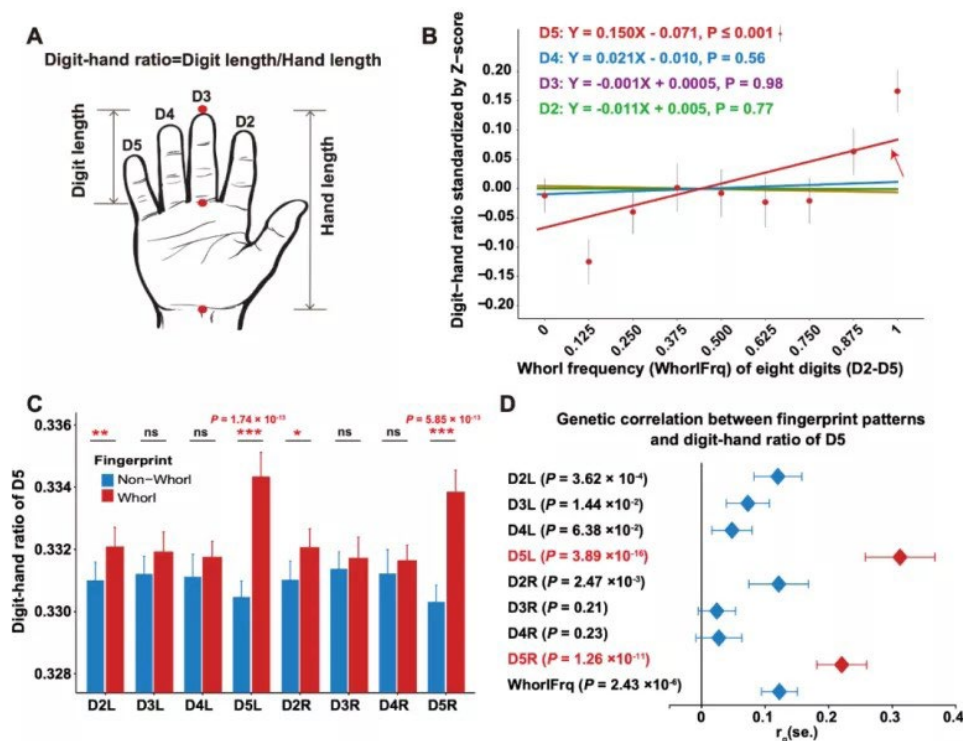 A
Digit-hand ratio=Digit length/Hand length
D3
D4
D2
D5
Digit length
Hand length
B
D5: Y = 0.150X - 0.071, P ≤ 0.001
D4: Y = 0.021X - 0.010, P = 0.56
D3: Y = -0.001X + 0.0005, P = 0.98
D2: Y = -0.011X + 0.005, P = 0.77
Digit-hand ratio standardized by Z-score
0.20
0.15
0.10
0.05
0.00
−0.05
−0.10
−0.15
−0.20
0
0.125
0.250
0.375
0.500
0.625
0.750
0.875
1
Whorl frequency (WhorlFrq) of eight digits (D2-D5)
C
Digit-hand ratio of D5
0.336
0.334
0.332
0.330
0.328
P = 1.74 × 10⁻¹³
P = 5.85 × 10⁻¹³
** ns ns *** * ns ns ***
Fingerprint
Non−Whorl
Whorl
D2L D3L D4L D5L D2R D3R D4R D5R
D
Genetic correlation between fingerprint patterns
and digit-hand ratio of D5
D2L (P = 3.62 × 10⁻⁴)
D3L (P = 1.44 × 10⁻²)
D4L (P = 6.38 × 10⁻²)
D5L (P = 3.89 × 10⁻¹⁶)
D2R (P = 2.47 × 10⁻³)
D3R (P = 0.21)
D4R (P = 0.23)
D5R (P = 1.26 × 10⁻¹¹)
WhorlFrq (P = 2.43 ×10⁻⁶)
0 0.1 0.2 0.3 0.4
r_g(se.)